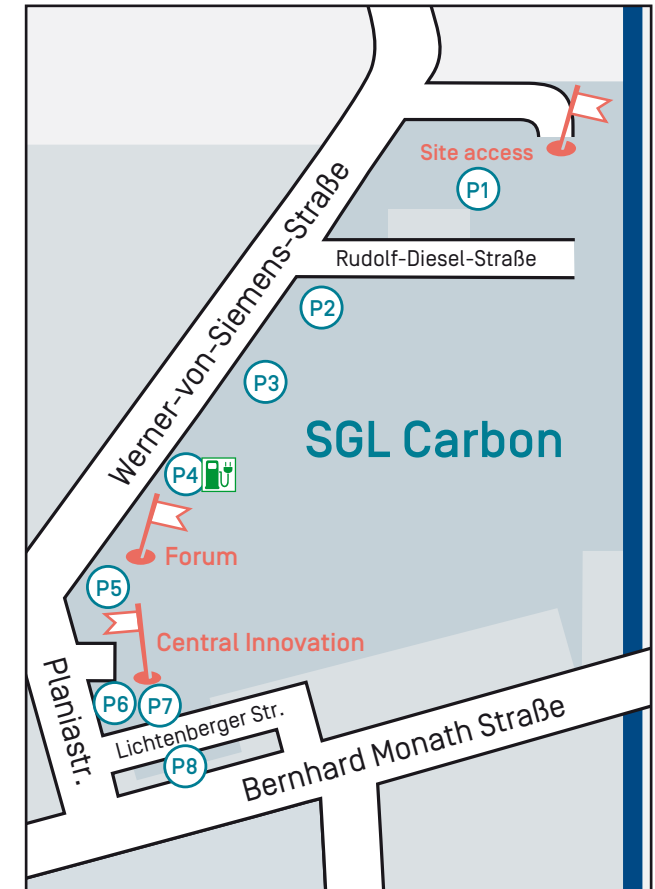 Site access
P1
Werner-von-Siemens-Straße
Rudolf-Diesel-Straße
P2
P3
SGL Carbon
P4
Forum
P5
Central Innovation
Planiastr.
P6
P7
Lichtenberger Str.
P8
Bernhard Monath Straße